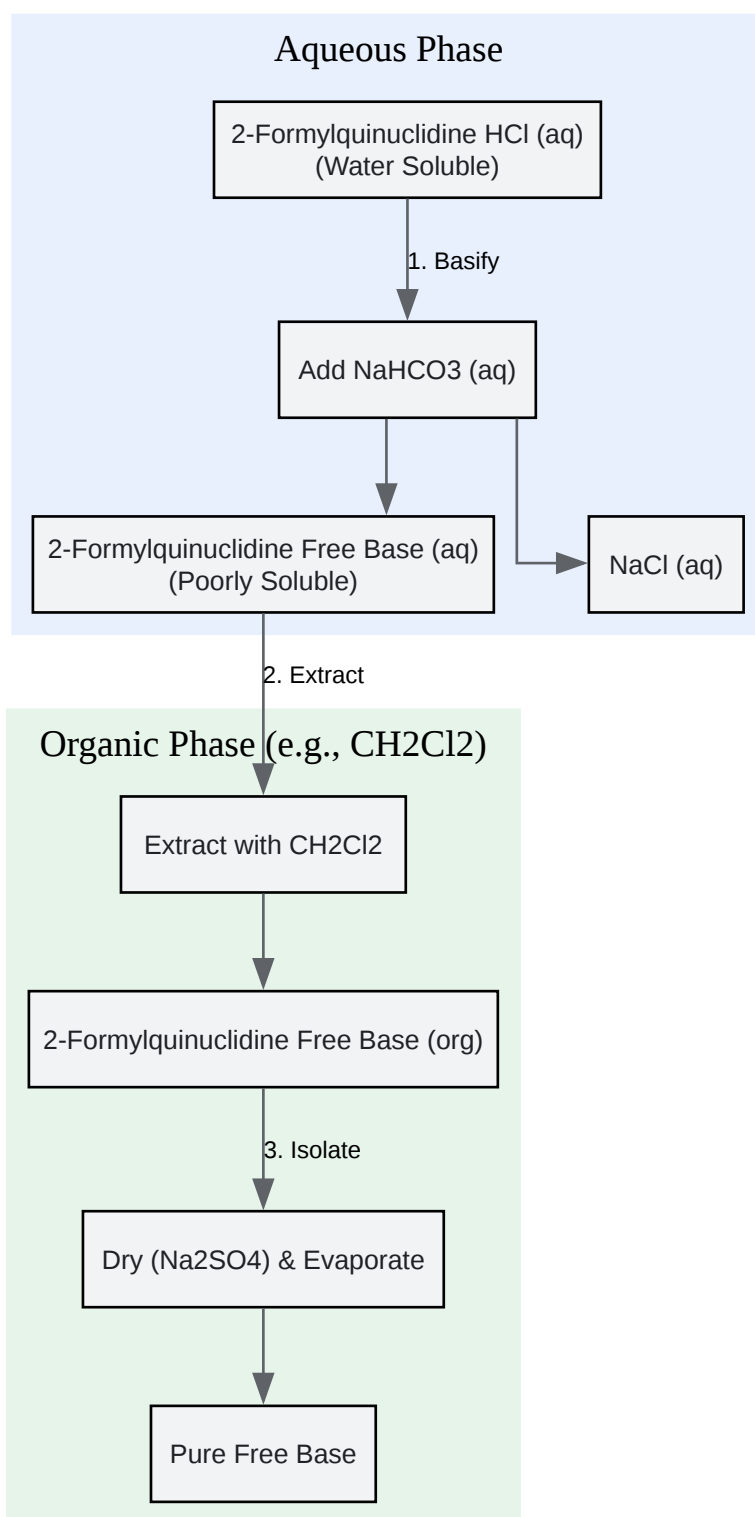 Aqueous Phase
2-Formylquinuclidine HCl (aq)
(Water Soluble)
1. Basify
Add NaHCO3 (aq)
2-Formylquinuclidine Free Base (aq)
(Poorly Soluble)
NaCl (aq)
2. Extract
Organic Phase (e.g., CH2Cl2)
Extract with CH2Cl2
2-Formylquinuclidine Free Base (org)
3. Isolate
Dry (Na2SO4) & Evaporate
Pure Free Base